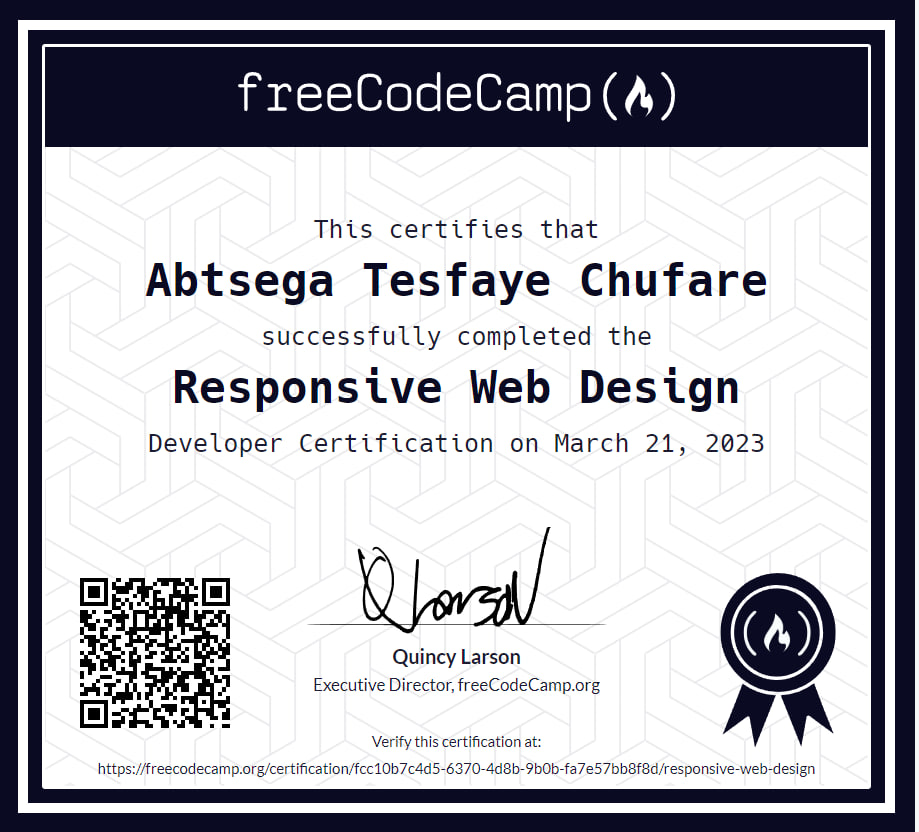 freeCodeCamp
This certifies that
Abtsega Tesfaye Chufare
successfully completed the
Responsive Web Design
Developer Certification on March 21, 2023
Q Larson
Quincy Larson
Executive Director, freeCodeCamp.org
Verify this certification at:
https://freecodecamp.org/certification/fcc10b7c4d5-6370-4d8b-9b0b-fa7e57bb8f8d/responsive-web-design